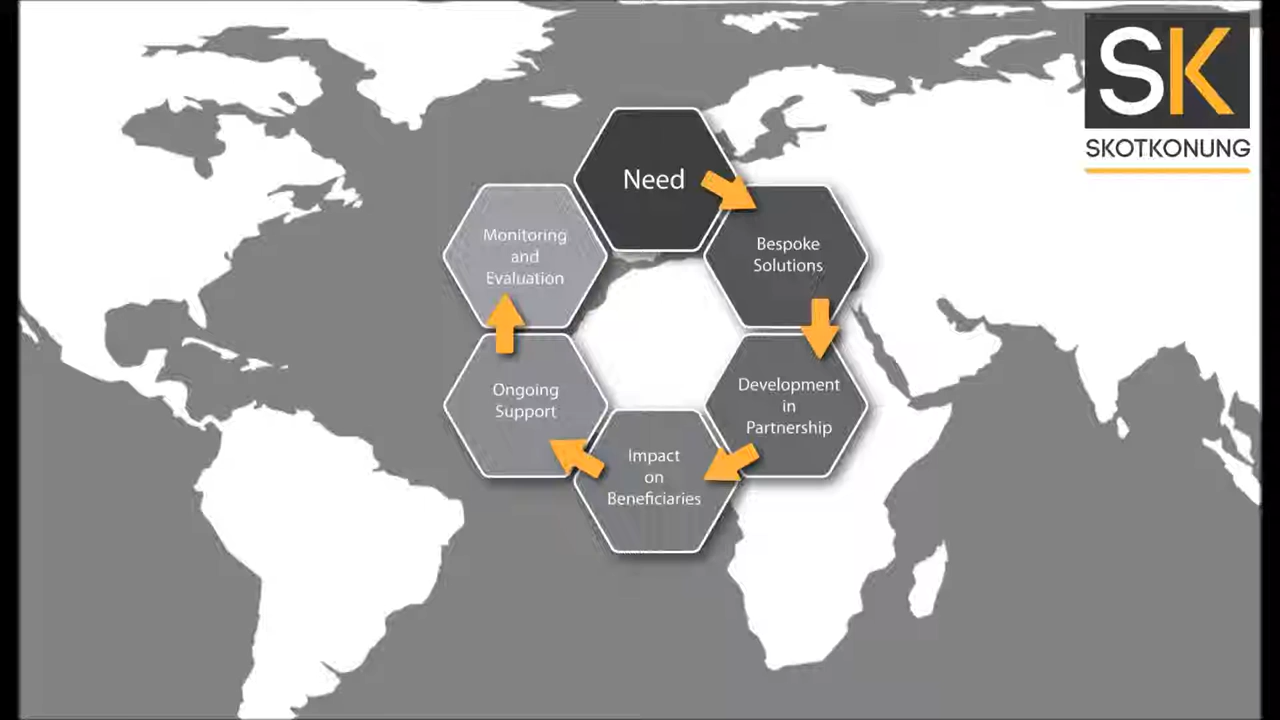 SK
SKOTKONUNG
Need
Bespoke
Solutions
Development
in
Partnership
Impact
on
Beneficiaries
Ongoing
Support
Monitoring
and
Evaluation